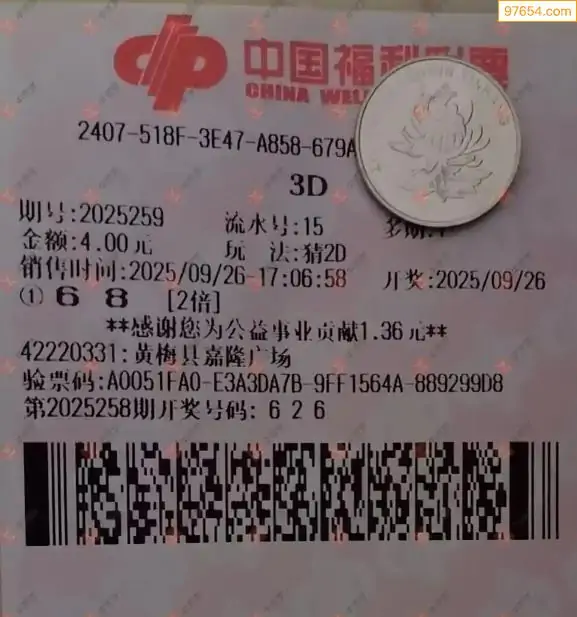 97654.com
中国福利彩票
CHINA WEL
2407-518F-3E47-A858-679A
3D
期号:2025259 流水号:15 多期:1
金额:4.00元 玩 法:猜2D
销售时间:2025/09/26-17:06:58 开奖:2025/09/26
① 6 8 [2倍]
**感谢您为公益事业贡献1.36元**
42220331:黄梅县嘉隆广场
验票码:A0051FA0-E3A3DA7B-9FF1564A-889299D8
第2025258期开奖号码: 6 2 6